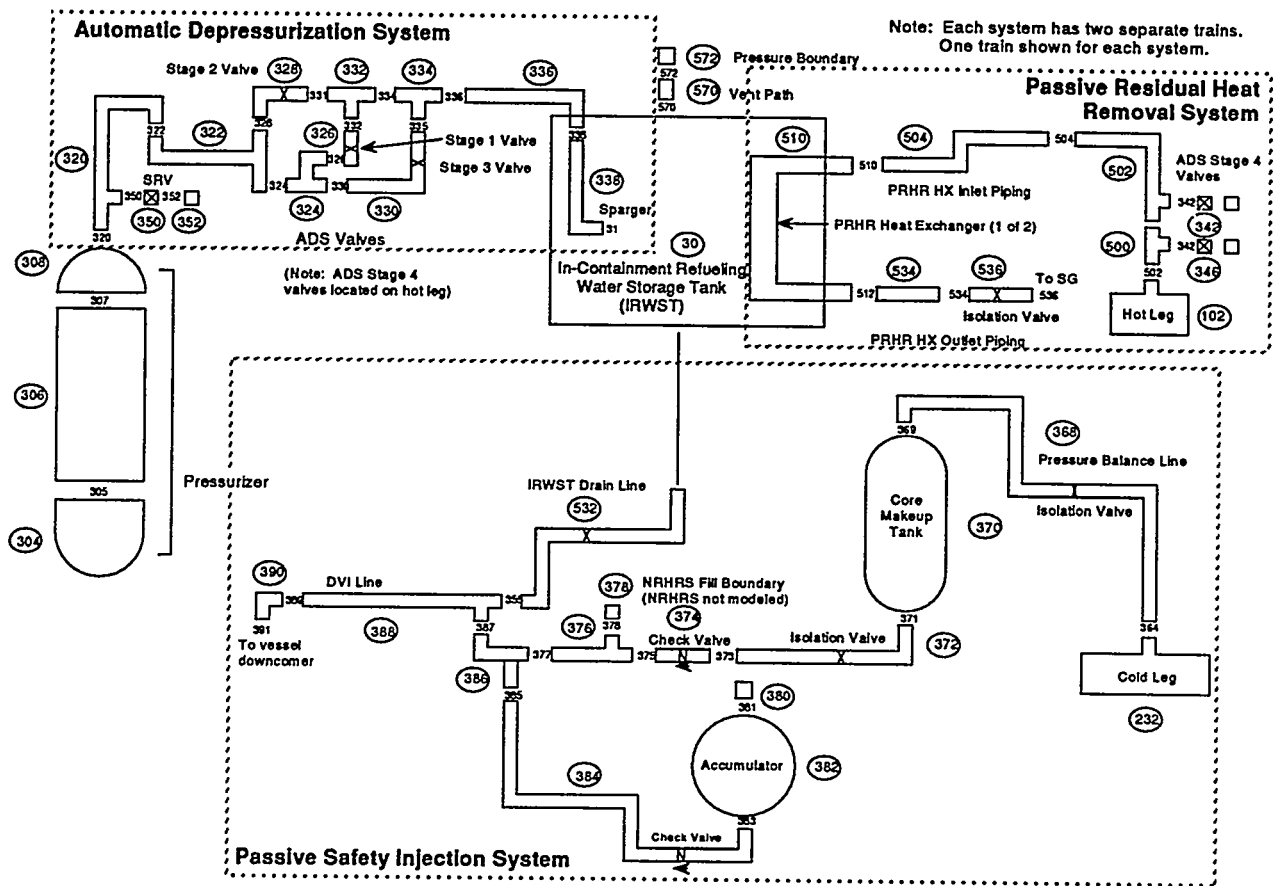 Automatic Depressurization System
Note: Each system has two separate trains.
One train shown for each system.
Stage 2 Valve
328
332
334
336
572
Pressure Boundary
572
570
Vent Path
570
Passive Residual Heat
Removal System
331
334
336
322
322
328
326
332
335
Stage 1 Valve
Stage 3 Valve
320
324
330
324
330
SRV
350
352
350
352
320
ADS Valves
338
Sparger
31
510
510
504
504
502
PRHR HX Inlet Piping
ADS Stage 4
Valves
342
342
342
346
500
502
PRHR Heat Exchanger (1 of 2)
534
536
To SG
512
534
536
Isolation Valve
Hot Leg
102
PRHR HX Outlet Piping
30
In-Containment Refueling
Water Storage Tank
(IRWST)
(Note: ADS Stage 4
valves located on hot leg)
308
307
306
305
304
Pressurizer
369
368
Pressure Balance Line
Isolation Valve
Core
Makeup
Tank
370
371
372
364
Cold Leg
232
IRWST Drain Line
532
390
391
To vessel
downcomer
DVI Line
388
387
378
NRHRS Fill Boundary
(NRHRS not modeled)
378
376
374
Check Valve
Isolation Valve
377
375
373
386
385
380
381
Accumulator
382
383
384
Check Valve
Passive Safety Injection System